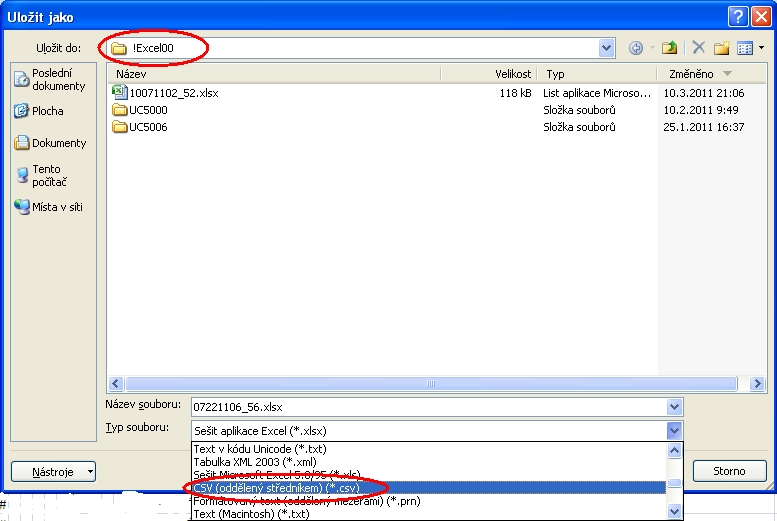 Uložit jako
Uložit do:
!Excel00
Poslední dokumenty
Plocha
Dokumenty
Tento počítač
Místa v síti
Název Velikost Typ Změněno
10071102_52.xlsx 118 kB List aplikace Microso... 10.3.2011 21:06
UC5000 Složka souborů 10.2.2011 9:49
UC5006 Složka souborů 25.1.2011 16:37
Název souboru: 07221106_56.xlsx
Typ souboru: Sešit aplikace Excel (*.xlsx)
Text v kódu Unicode (*.txt)
Tabulka XML 2003 (*.xml)
Sešit Microsoft Excel 5.0/95 (*.xls)
CSV (oddělený středníkem) (*.csv)
Formátovaný text (oddělený mezerami) (*.prn)
Text (Macintosh) (*.txt)
Nástroje
Storno
#